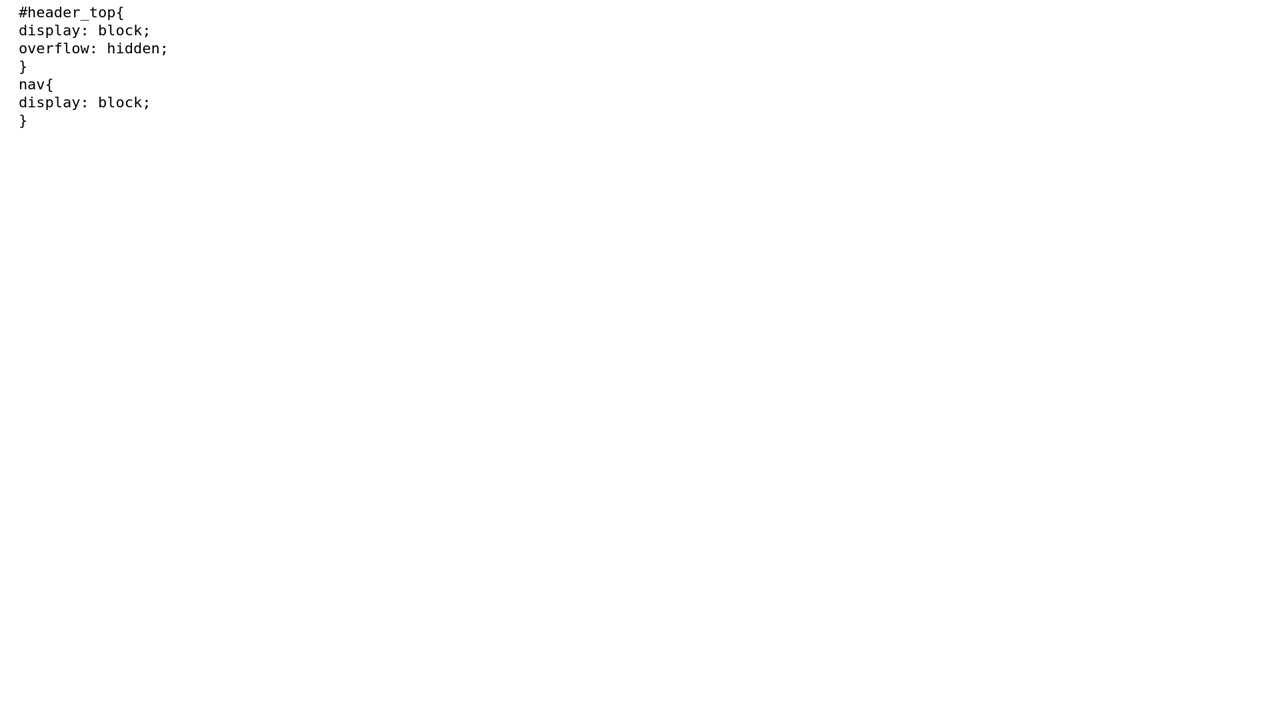 #header_top{
display: block;
overflow: hidden;
}
nav{
display: block;
}